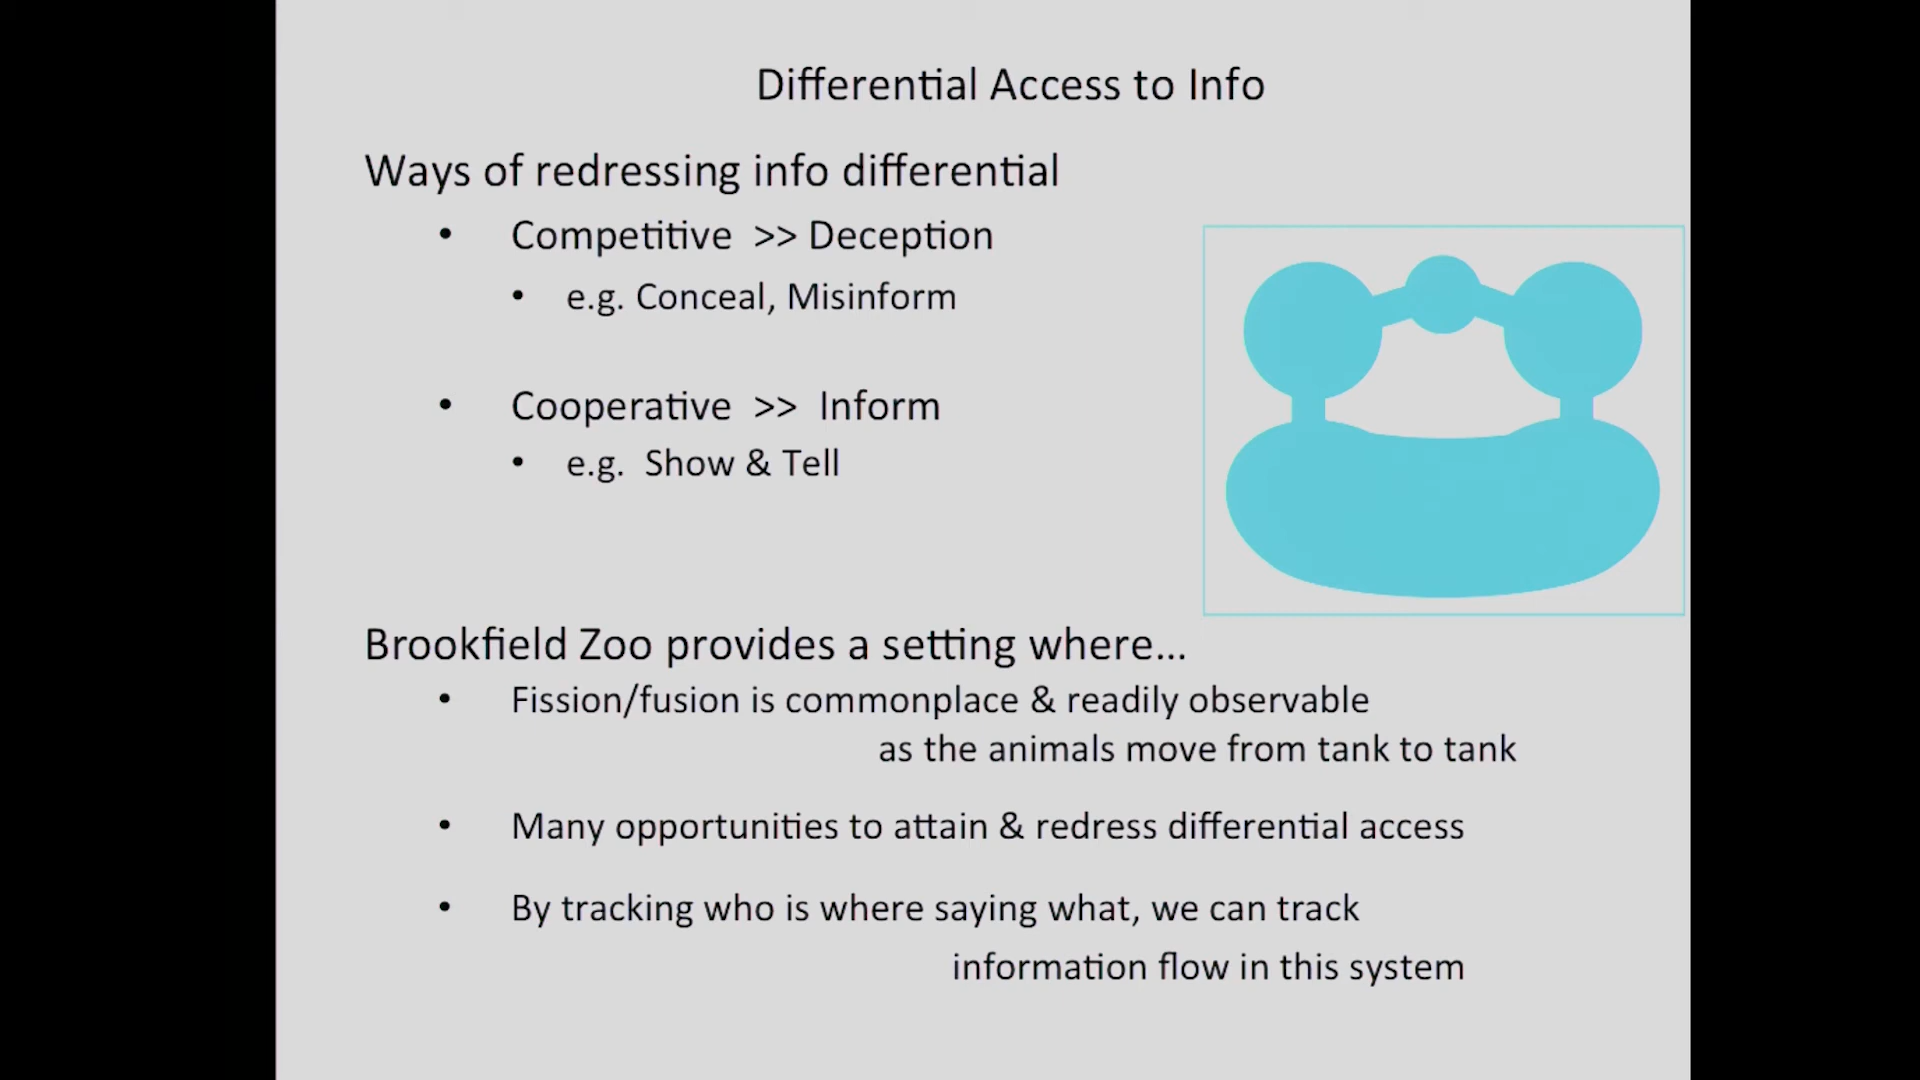 Differential Access to Info
Ways of redressing info differential
• Competitive >> Deception
• e.g. Conceal, Misinform
• Cooperative >> Inform
• e.g. Show & Tell
Brookfield Zoo provides a setting where...
• Fission/fusion is commonplace & readily observable
as the animals move from tank to tank
• Many opportunities to attain & redress differential access
• By tracking who is where saying what, we can track
information flow in this system